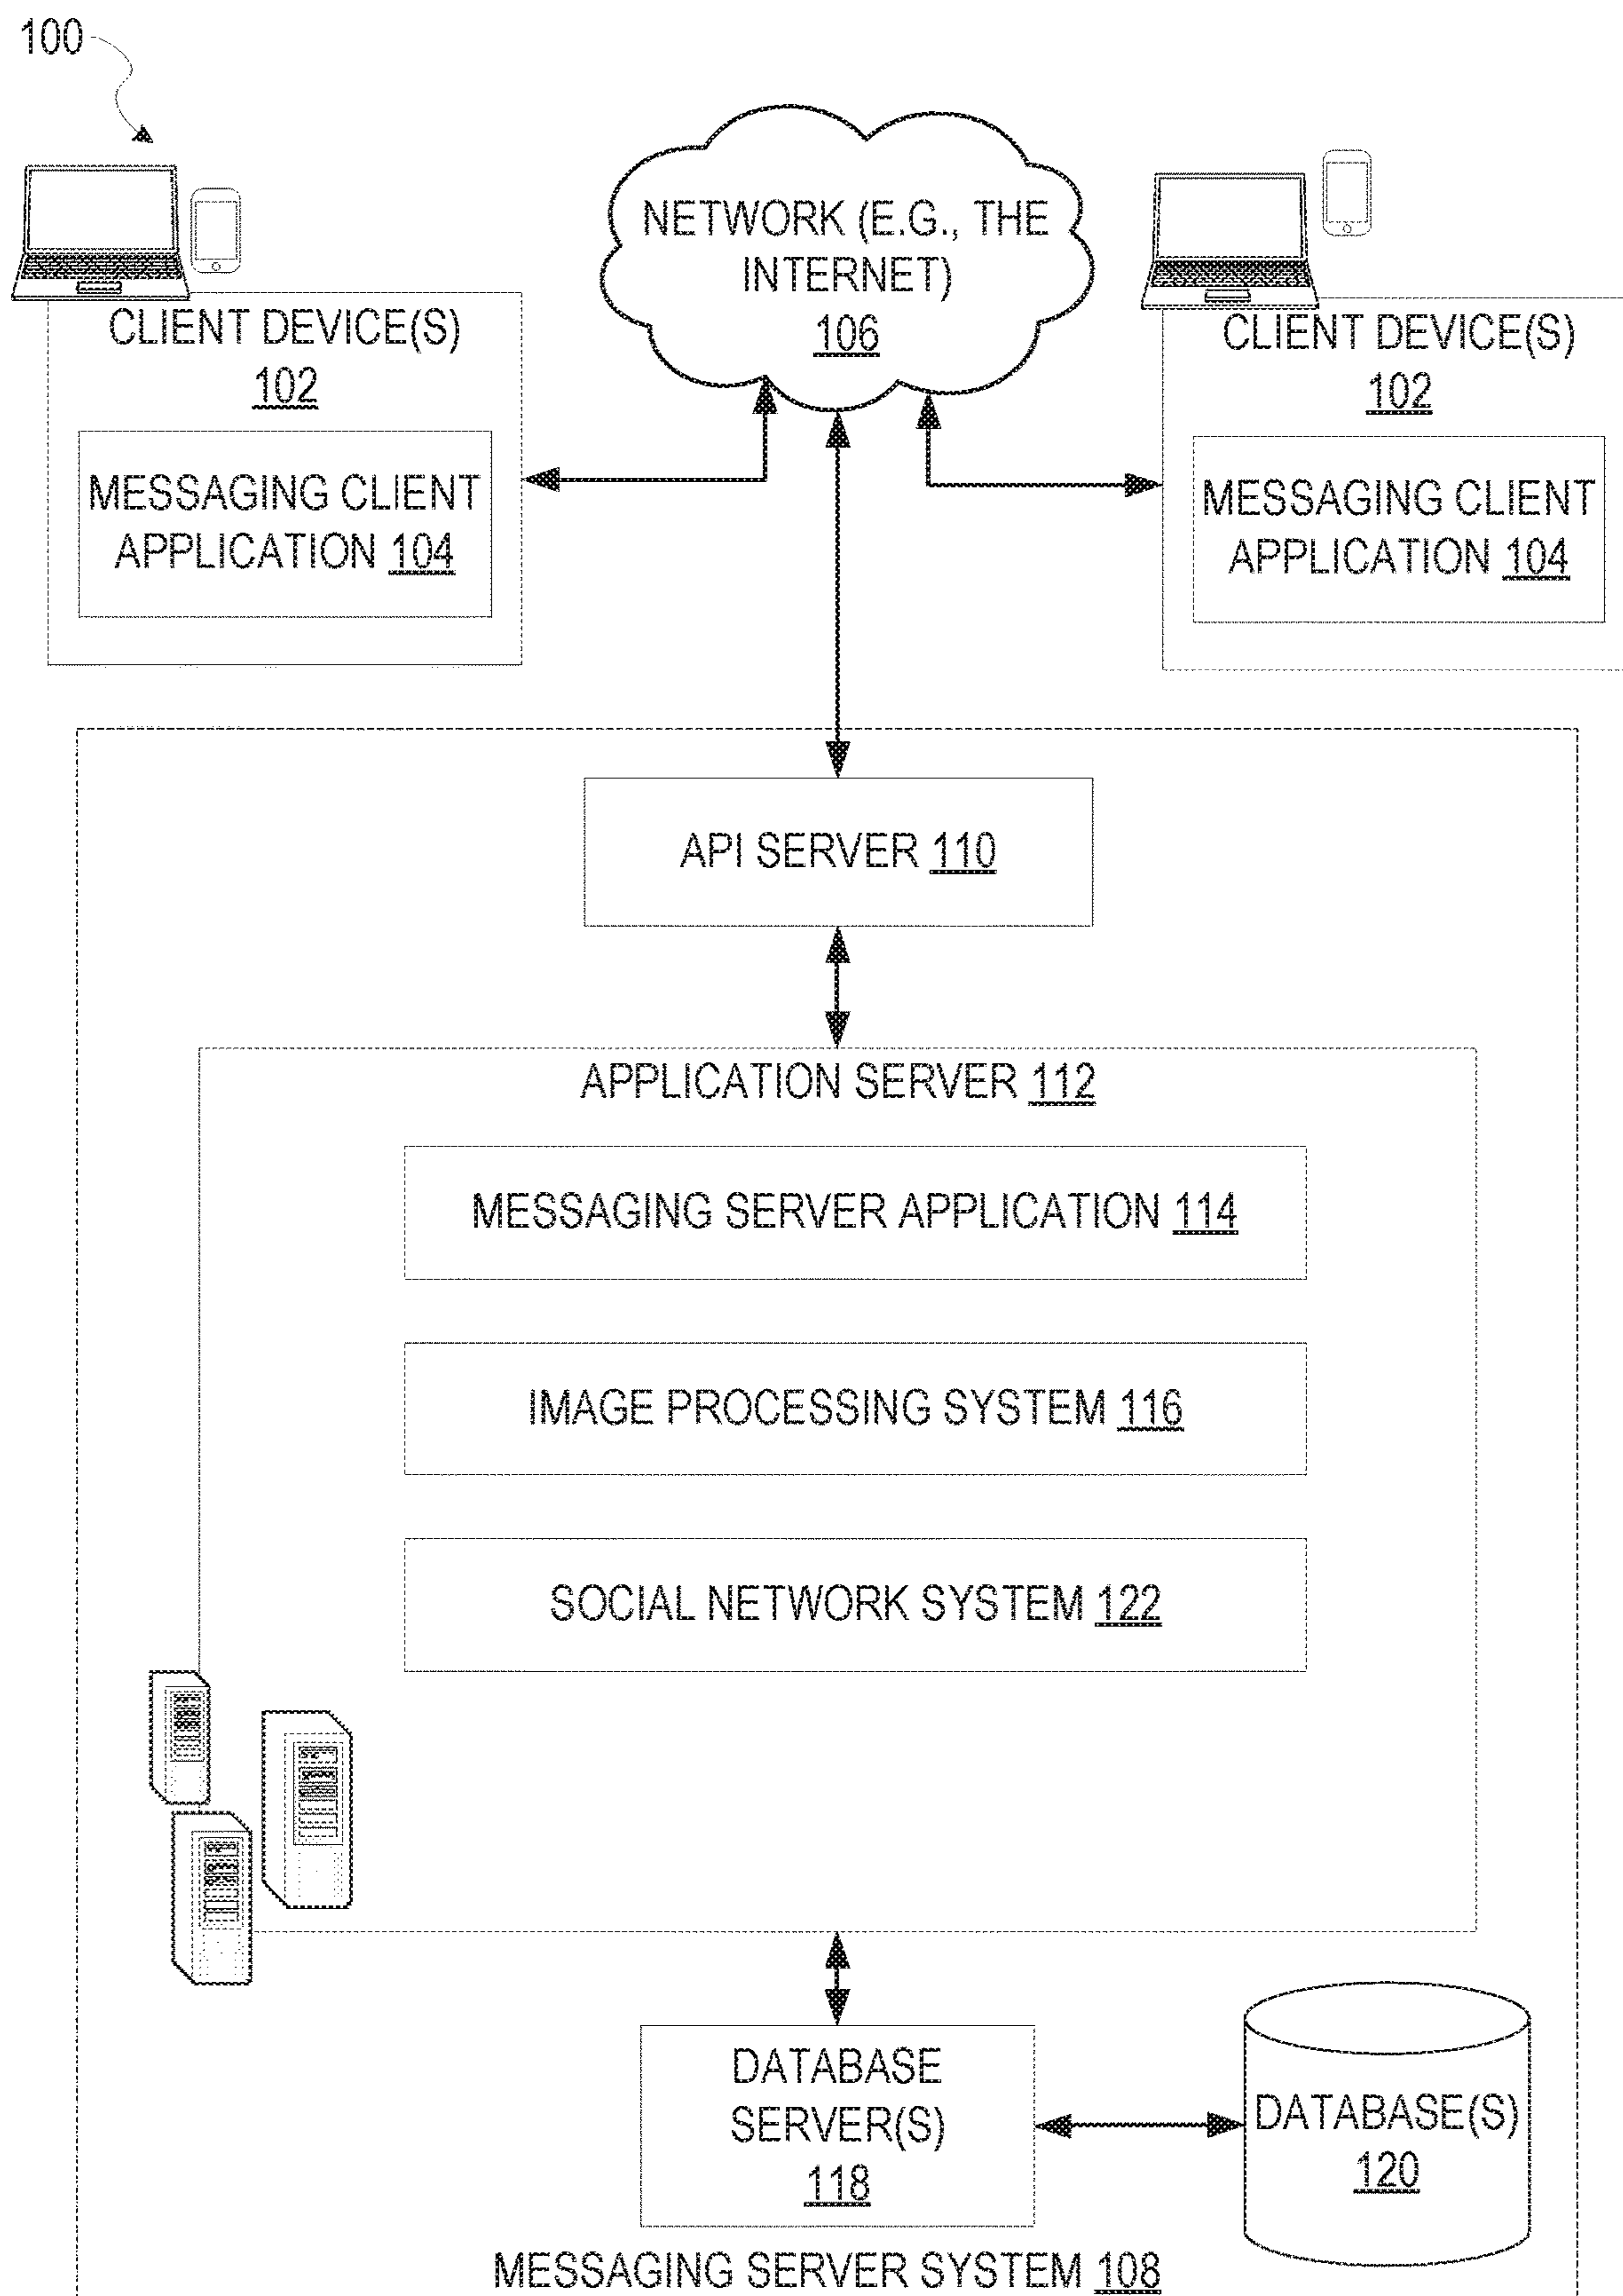 100
NETWORK (E.G., THE
INTERNET)
106
CLIENT DEVICE(S)
102
MESSAGING CLIENT
APPLICATION 104
CLIENT DEVICE(S)
102
MESSAGING CLIENT
APPLICATION 104
API SERVER 110
APPLICATION SERVER 112
MESSAGING SERVER APPLICATION 114
IMAGE PROCESSING SYSTEM 116
SOCIAL NETWORK SYSTEM 122
DATABASE
SERVER(S)
118
DATABASE(S)
120
MESSAGING SERVER SYSTEM 108